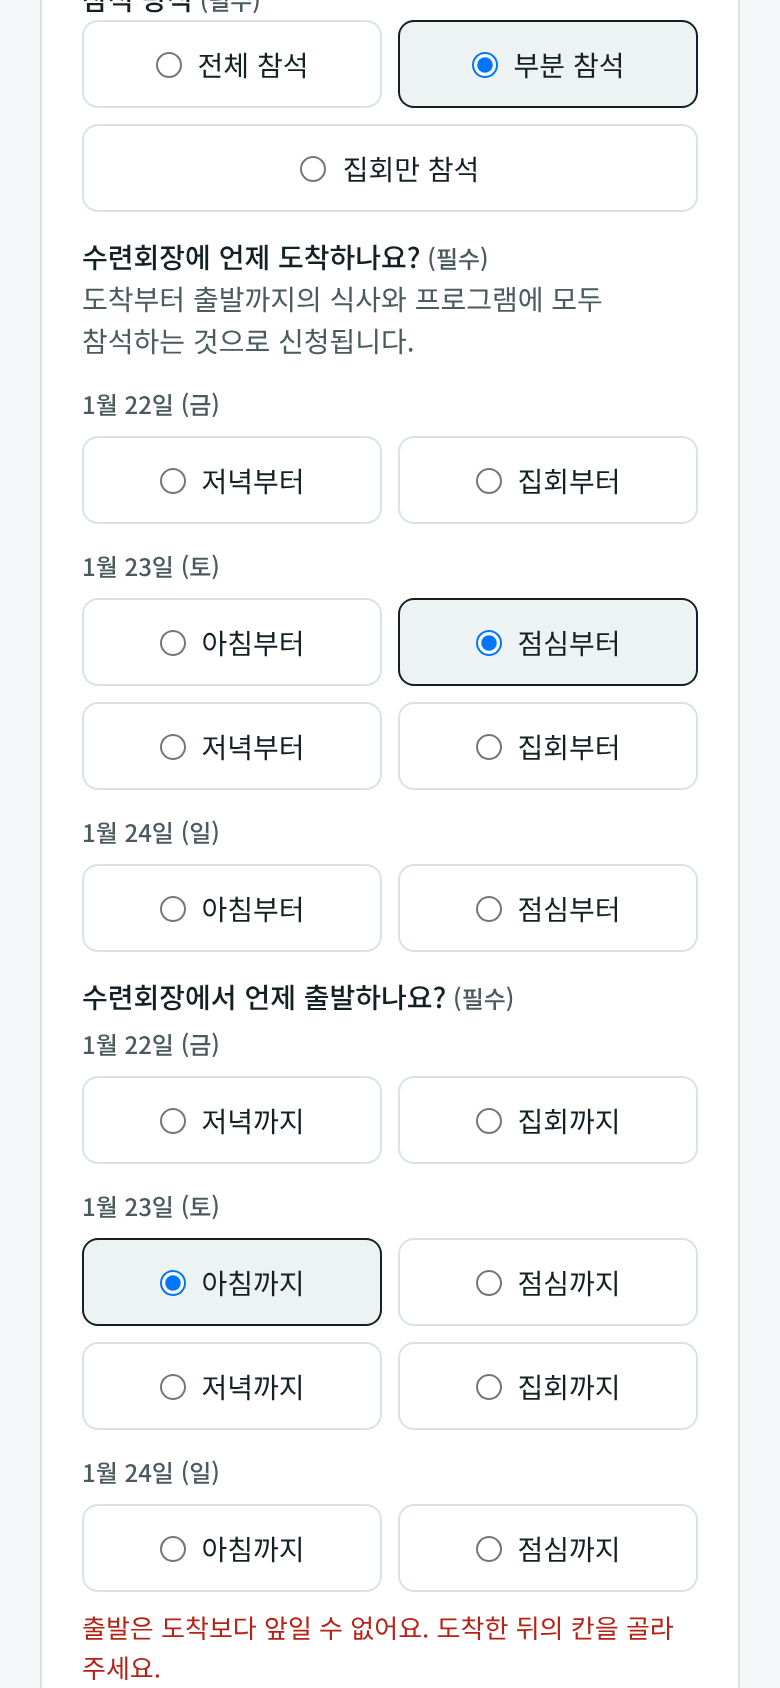 참석 방식 (필수)
전체 참석
부분 참석
집회만 참석
수련회장에 언제 도착하나요? (필수)
도착부터 출발까지의 식사와 프로그램에 모두
참석하는 것으로 신청됩니다.
1월 22일 (금)
저녁부터
집회부터
1월 23일 (토)
아침부터
점심부터
저녁부터
집회부터
1월 24일 (일)
아침부터
점심부터
수련회장에서 언제 출발하나요? (필수)
1월 22일 (금)
저녁까지
집회까지
1월 23일 (토)
아침까지
점심까지
저녁까지
집회까지
1월 24일 (일)
아침까지
점심까지
출발은 도착보다 앞일 수 없어요. 도착한 뒤의 칸을 골라
주세요.